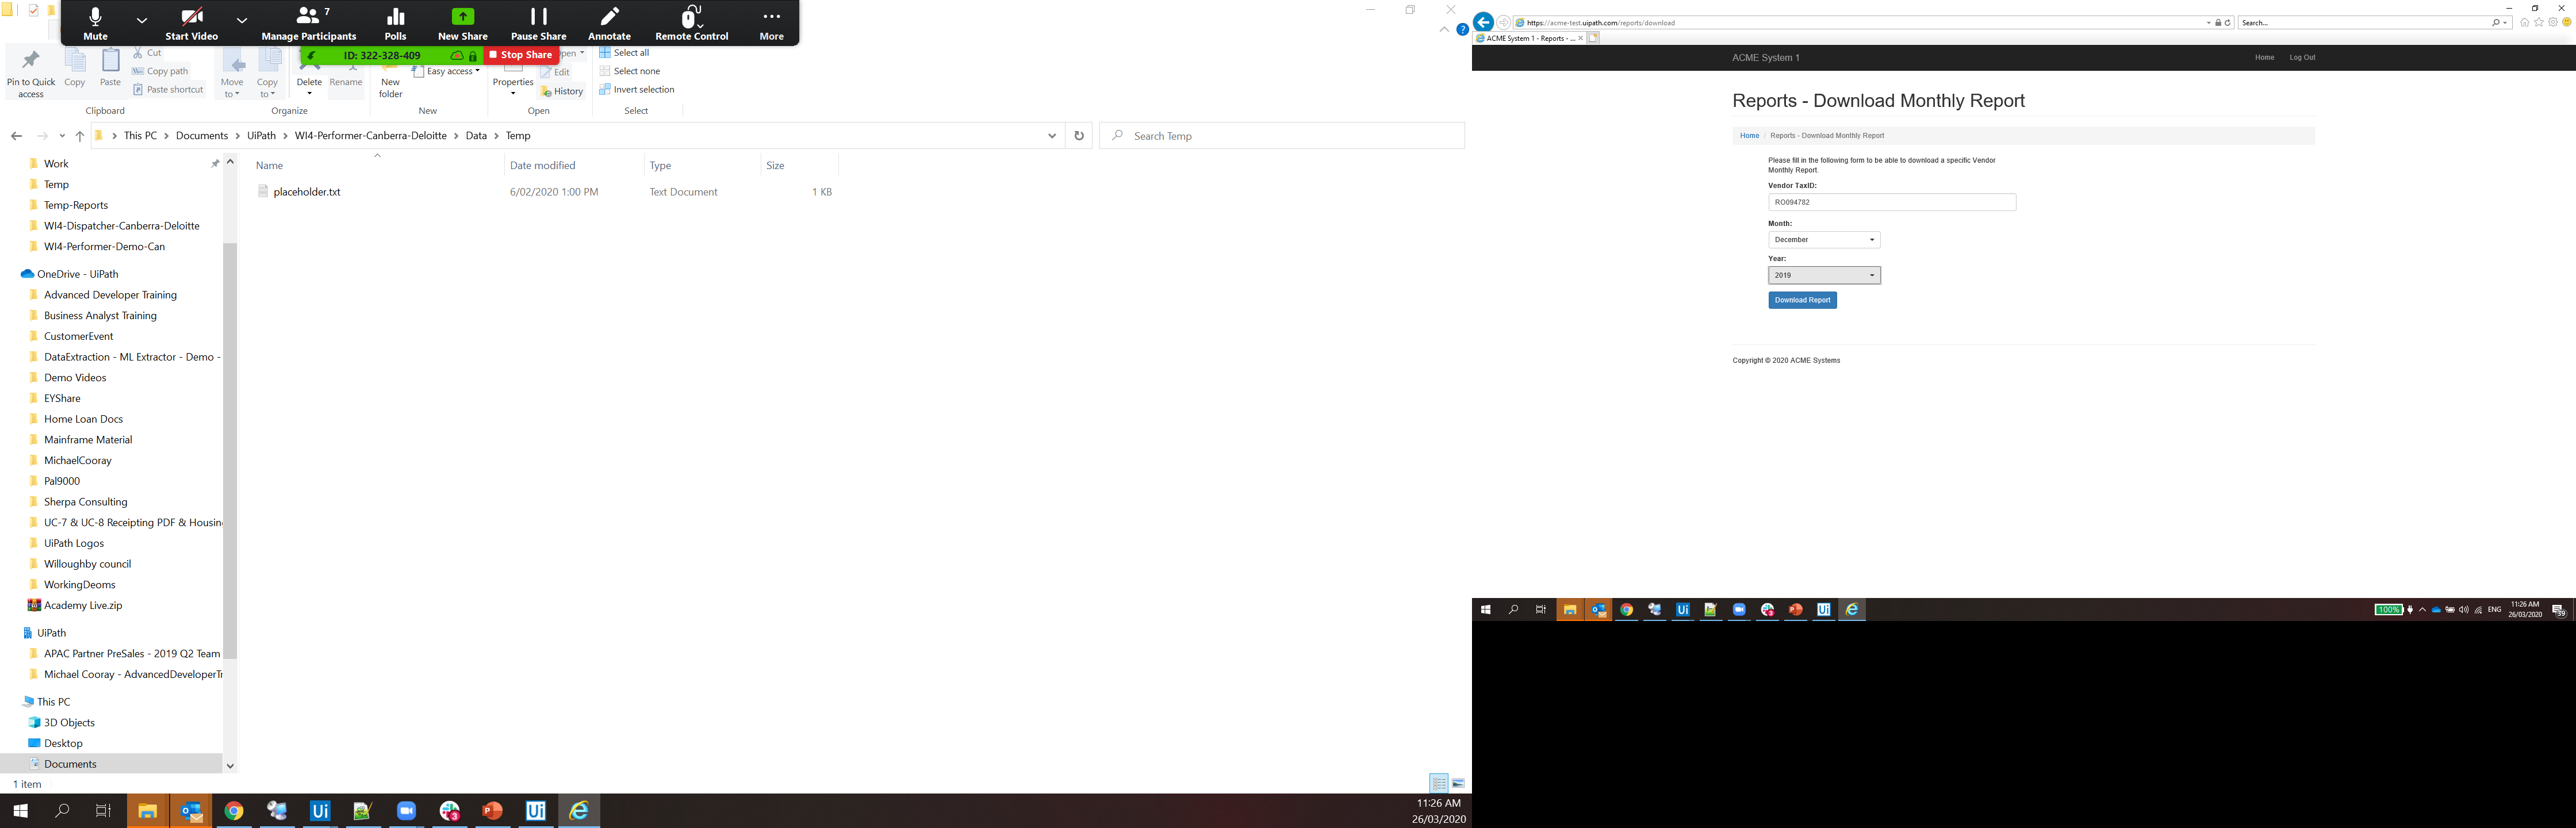 7
Mute
Start Video
Manage Participants
Polls
New Share
Pause Share
Annotate
Remote Control
More
ID: 322-328-409
Stop Share
Pin to Quick access
Copy
Paste
Cut
Copy path
Paste shortcut
Move to
Copy to
Delete
Rename
New folder
Easy access
Properties
Edit
History
Select all
Select none
Invert selection
Clipboard
Organize
New
Open
Select
This PC > Documents > UiPath > WI4-Performer-Canberra-Deloitte > Data > Temp
Search Temp
Name
Date modified
Type
Size
placeholder.txt
6/02/2020 1:00 PM
Text Document
1 KB
Work
Temp
Temp-Reports
WI4-Dispatcher-Canberra-Deloitte
WI4-Performer-Demo-Can
OneDrive - UiPath
Advanced Developer Training
Business Analyst Training
CustomerEvent
DataExtraction - ML Extractor - Demo -
Demo Videos
EYShare
Home Loan Docs
Mainframe Material
MichaelCooray
Pal9000
Sherpa Consulting
UC-7 & UC-8 Receipting PDF & Housin
UiPath Logos
Willoughby council
WorkingDeoms
Academy Live.zip
UiPath
APAC Partner PreSales - 2019 Q2 Team
Michael Cooray - AdvancedDeveloperTr
This PC
3D Objects
Desktop
Documents
1 item
11:26 AM
26/03/2020
https://acme-test.uipath.com/reports/download
Search...
ACME System 1 - Reports - ...
ACME System 1
Home
Log Out
Reports - Download Monthly Report
Home / Reports - Download Monthly Report
Please fill in the following form to be able to download a specific Vendor
Monthly Report.
Vendor TaxID:
RO094782
Month:
December
Year:
2019
Download Report
Copyright © 2020 ACME Systems
100%
ENG
11:26 AM
26/03/2020
39